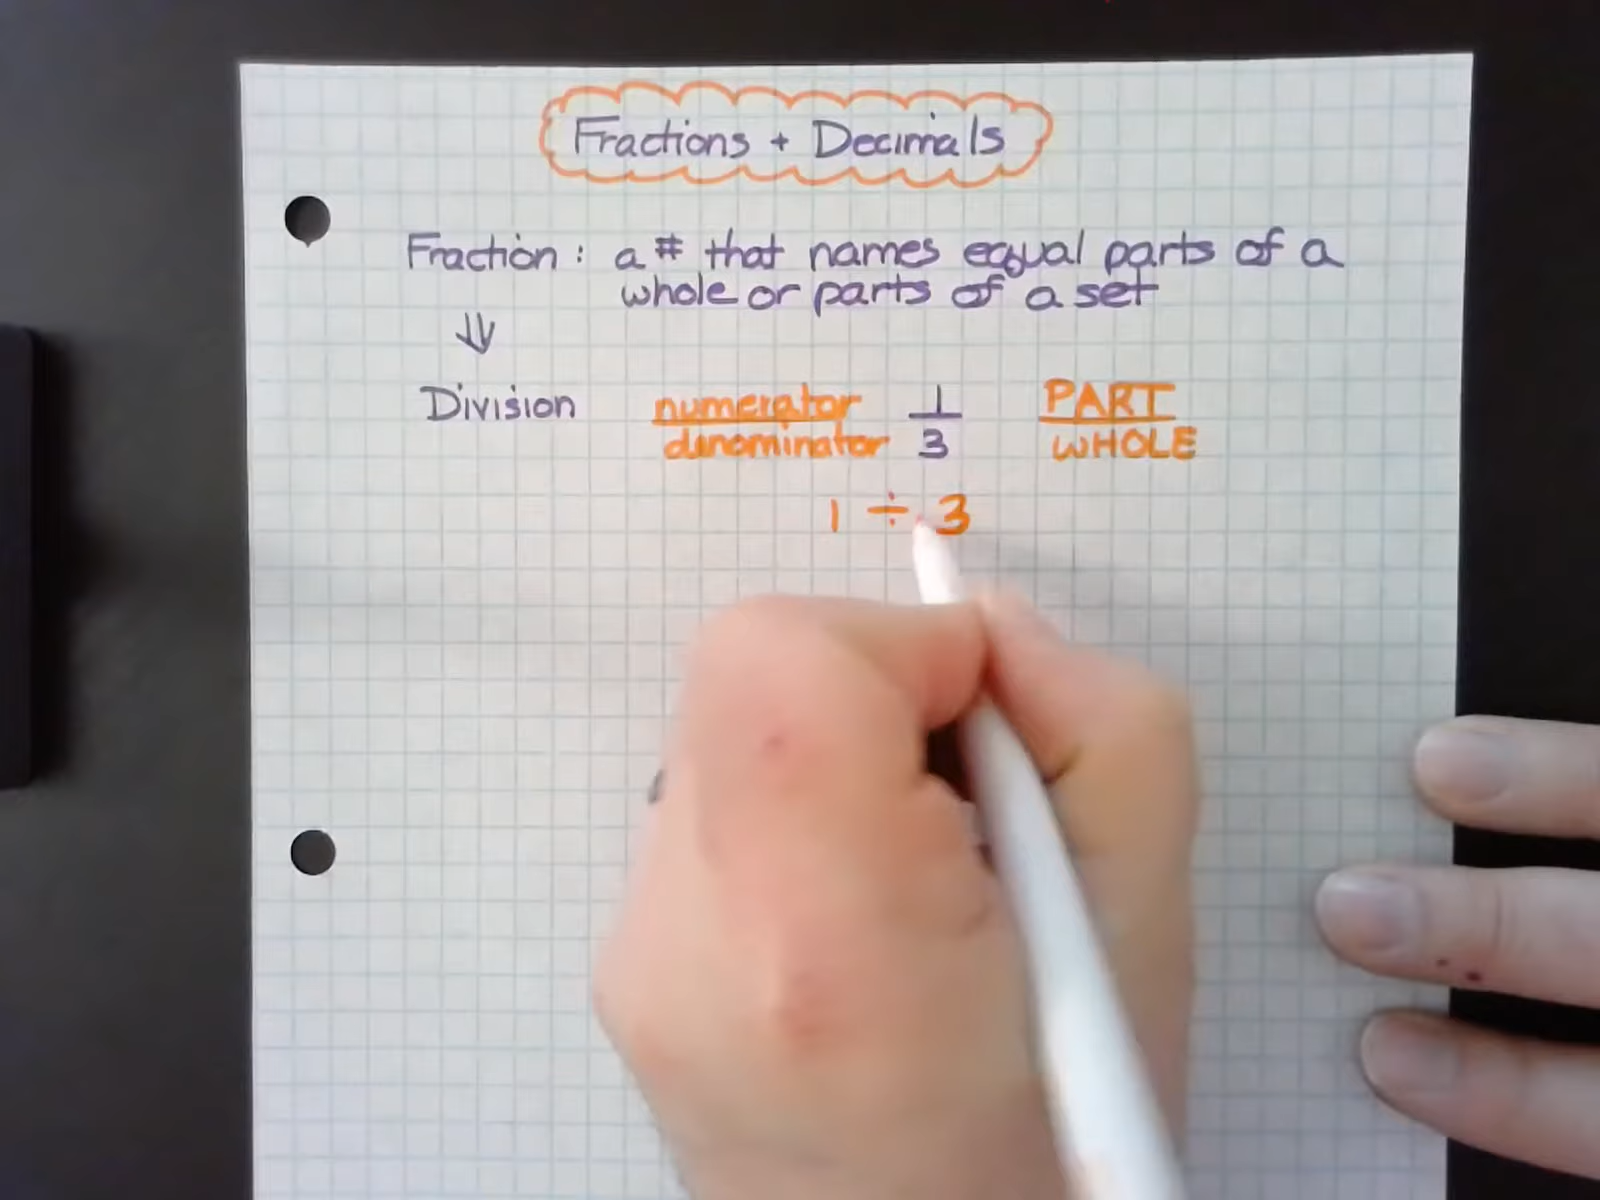 Fractions + Decimals
Fraction: a # that names equal parts of a
whole or parts of a set
⇓
Division numerator/denominator 1/3 PART/WHOLE
1 ÷ 3